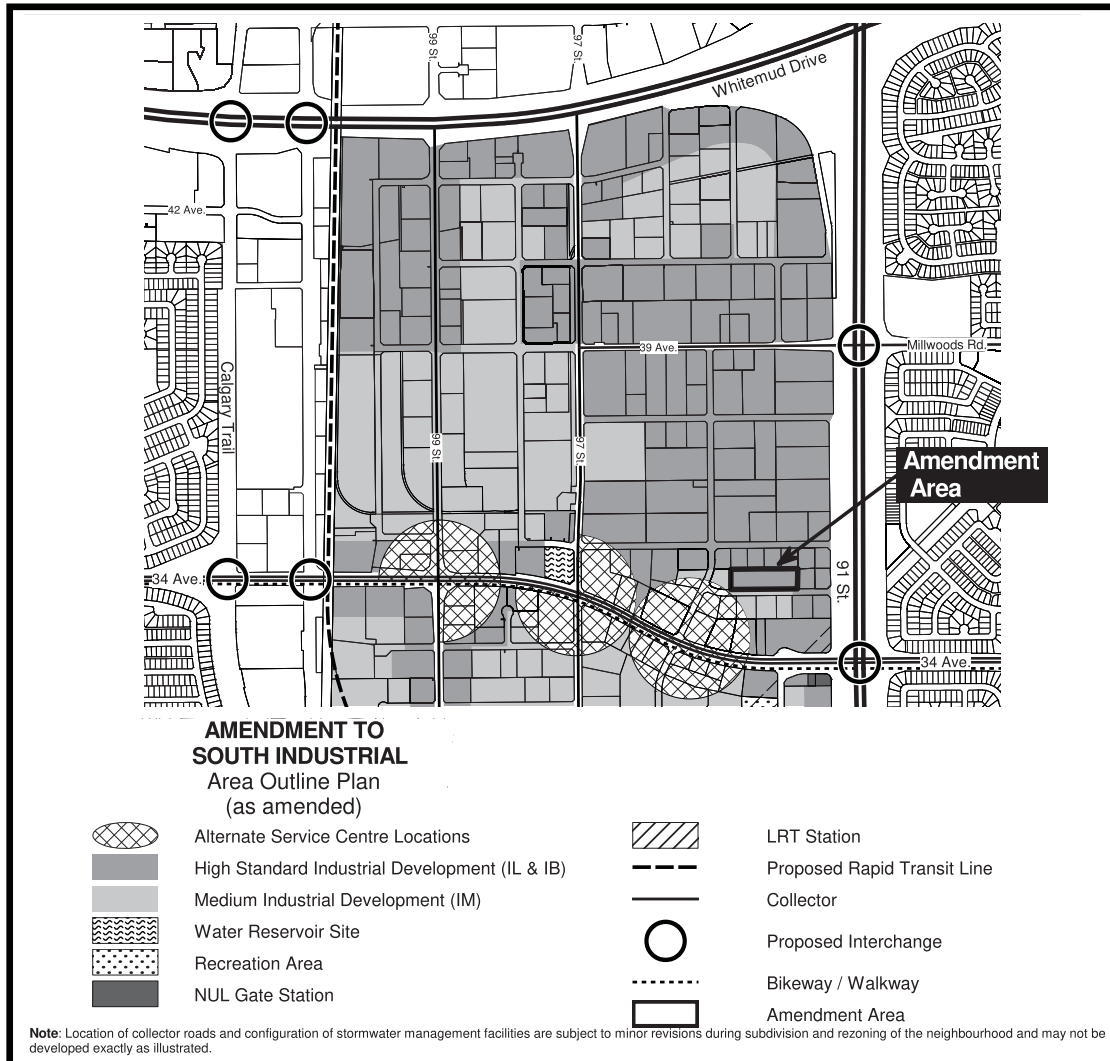 99 St.
97 St.
Whitemud Drive
42 Ave.
39 Ave.
Millwoods Rd.
Calgary Trail
99 St.
97 St.
Amendment
Area
34 Ave.
91 St.
34 Ave.
AMENDMENT TO
SOUTH INDUSTRIAL
Area Outline Plan
(as amended)
Alternate Service Centre Locations
High Standard Industrial Development (IL & IB)
Medium Industrial Development (IM)
Water Reservoir Site
Recreation Area
NUL Gate Station
LRT Station
Proposed Rapid Transit Line
Collector
Proposed Interchange
Bikeway / Walkway
Amendment Area
Note: Location of collector roads and configuration of stormwater management facilities are subject to minor revisions during subdivision and rezoning of the neighbourhood and may not be
developed exactly as illustrated.